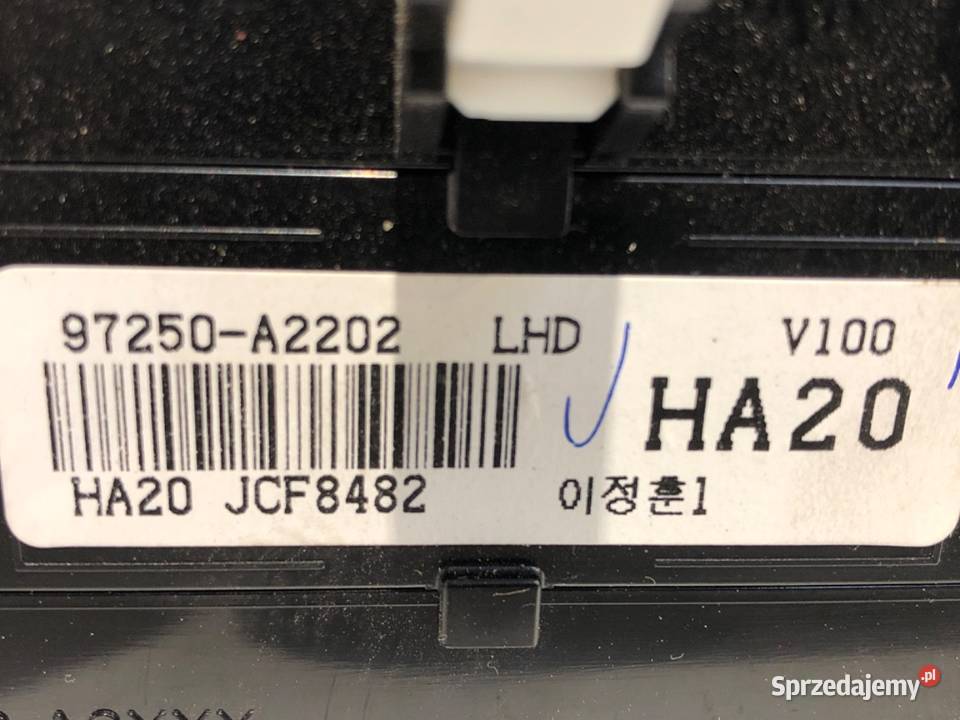 97250-A2202 LHD V100
HA20
HA20 JCF8482 이정훈1
Sprzedajemy.pl